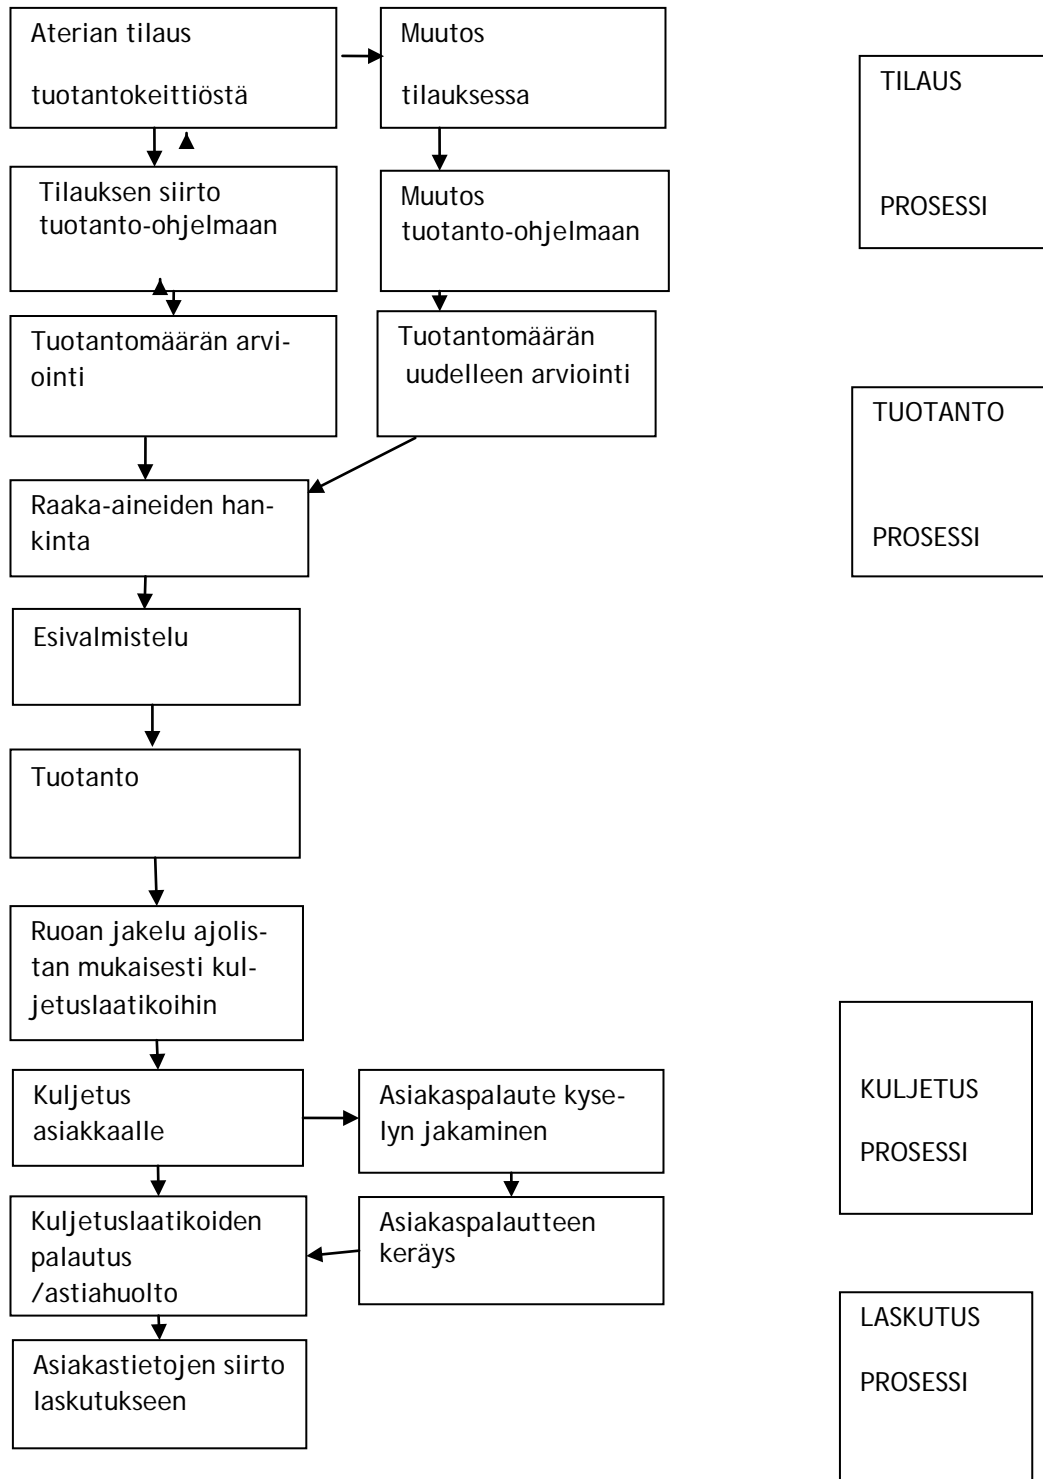 Aterian tilaus
tuotantokeittiöstä
Muutos
tilauksessa
TILAUS
PROSESSI
Tilauksen siirto
tuotanto-ohjelmaan
Muutos
tuotanto-ohjelmaan
Tuotantomäärän arvi-
ointi
Tuotantomäärän
uudelleen arviointi
TUOTANTO
PROSESSI
Raaka-aineiden han-
kinta
Esivalmistelu
Tuotanto
Ruoan jakelu ajolis-
tan mukaisesti kul-
jetuslaatikoihin
Kuljetus
asiakkaalle
Asiakaspalaute kyse-
lyn jakaminen
KULJETUS
PROSESSI
Kuljetuslaatikoiden
palautus
/astiahuolto
Asiakaspalautteen
keräys
Asiakastietojen siirto
laskutukseen
LASKUTUS
PROSESSI